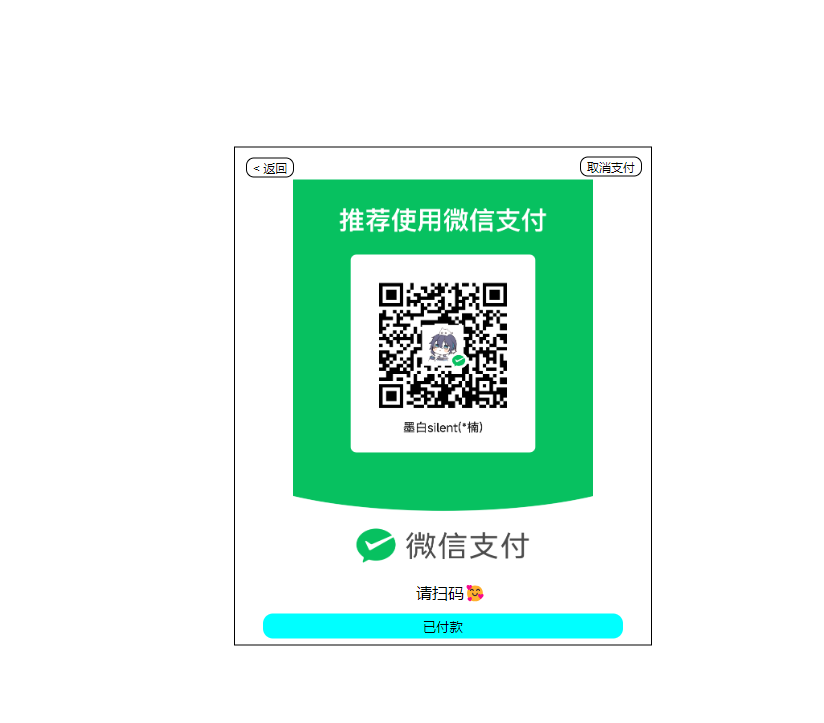 < 返回
取消支付
推荐使用微信支付
墨白silent(*楠)
微信支付
请扫码🥰
已付款